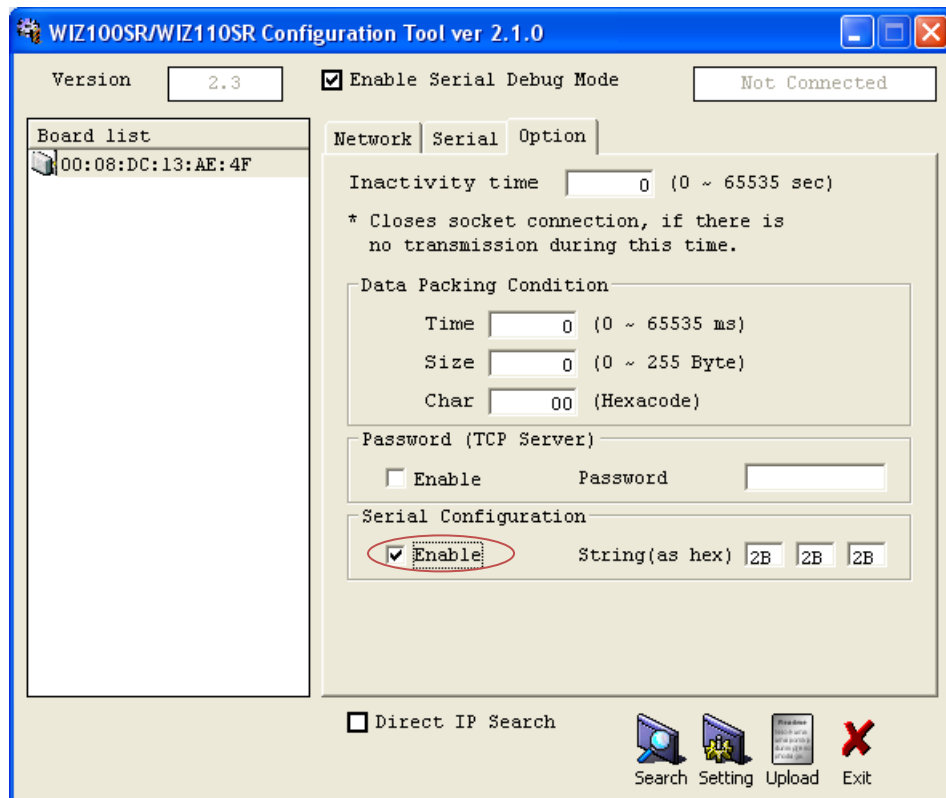 WIZ100SR/WIZ110SR Configuration Tool ver 2.1.0
Version 2.3 Enable Serial Debug Mode Not Connected
Board list
00:08:DC:13:AE:4F
Network Serial Option
Inactivity time 0 (0 ~ 65535 sec)
* Closes socket connection, if there is
no transmission during this time.
Data Packing Condition
Time 0 (0 ~ 65535 ms)
Size 0 (0 ~ 255 Byte)
Char 00 (Hexacode)
Password (TCP Server)
Enable Password
Serial Configuration
Enable String(as hex) 2B 2B 2B
Direct IP Search
Readme
Search Setting Upload Exit